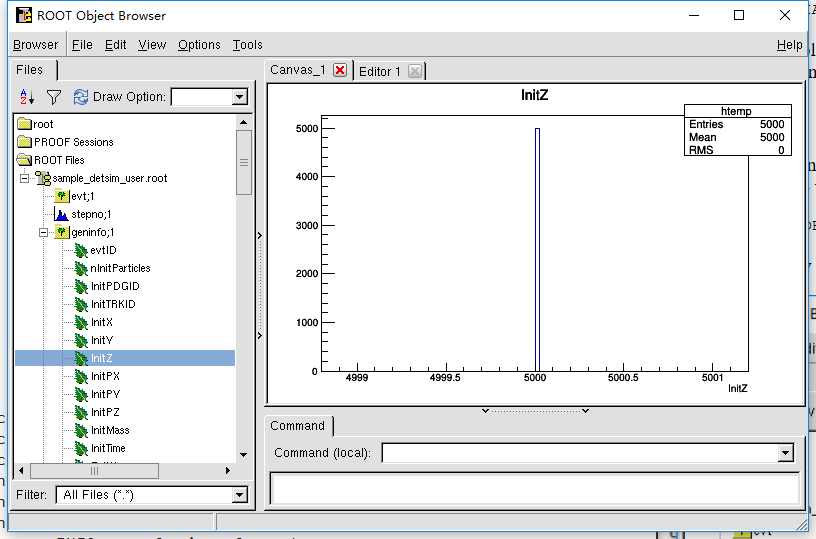 ROOT Object Browser
Browser File Edit View Options Tools Help
Files
Draw Option:
root
PROOF Sessions
ROOT Files
sample_detsim_user.root
evt;1
stepno;1
geninfo;1
evtID
nInitParticles
InitPDGID
InitTRKID
InitX
InitY
InitZ
InitPX
InitPY
InitPZ
InitMass
InitTime
Filter: All Files (*.*)
Canvas_1 Editor 1
InitZ
htemp
Entries 5000
Mean 5000
RMS 0
5000
4000
3000
2000
1000
0
4999 4999.5 5000 5000.5 5001
InitZ
Command
Command (local):